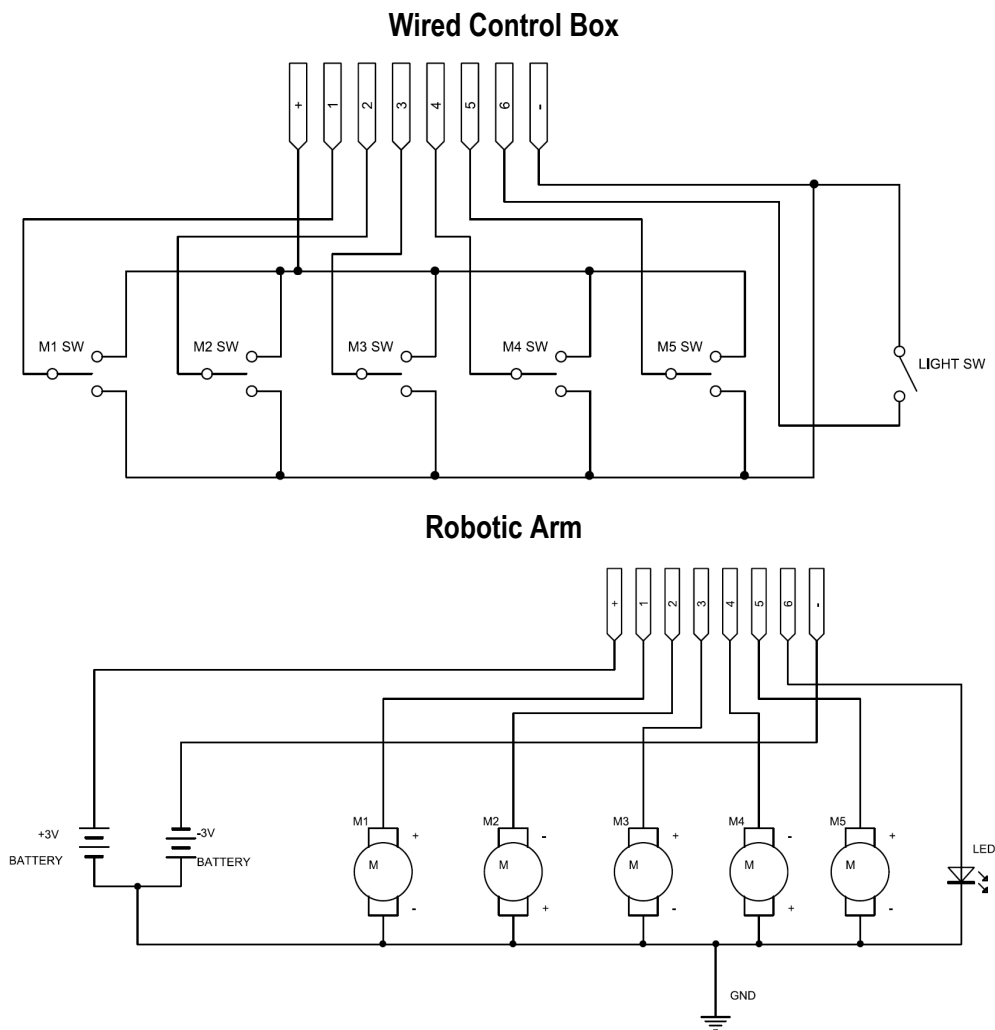 Wired Control Box
+ 1 2 3 4 5 6 -
M1 SW M2 SW M3 SW M4 SW M5 SW
LIGHT SW
Robotic Arm
+ 1 2 3 4 5 6 -
M1 + M2 - M3 + M4 - M5 +
+3V -3V
BATTERY BATTERY
M M M M M
LED
- + - + -
GND